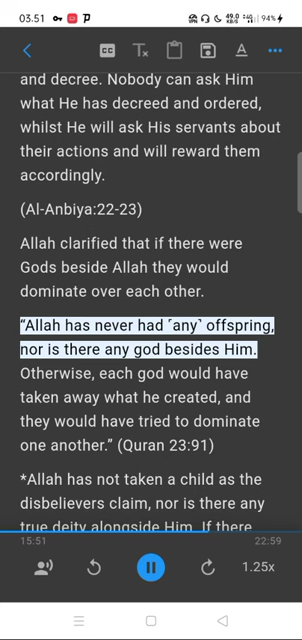 03.51
49.0 KB/S
94%
CC
and decree. Nobody can ask Him
what He has decreed and ordered,
whilst He will ask His servants about
their actions and will reward them
accordingly.
(Al-Anbiya:22-23)
Allah clarified that if there were
Gods beside Allah they would
dominate over each other.
“Allah has never had ˹any˺ offspring,
nor is there any god besides Him.
Otherwise, each god would have
taken away what he created, and
they would have tried to dominate
one another.” (Quran 23:91)
*Allah has not taken a child as the
disbelievers claim, nor is there any
true deity alongside Him. If there
15:51
22:59
1.25x